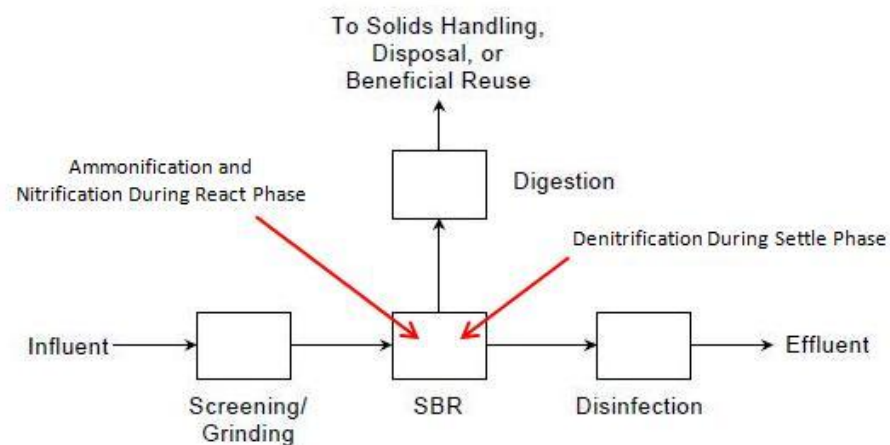 To Solids Handling,
Disposal, or
Beneficial Reuse
Ammonification and
Nitrification During React Phase
Digestion
Denitrification During Settle Phase
Influent
Effluent
Screening/
Grinding
SBR
Disinfection